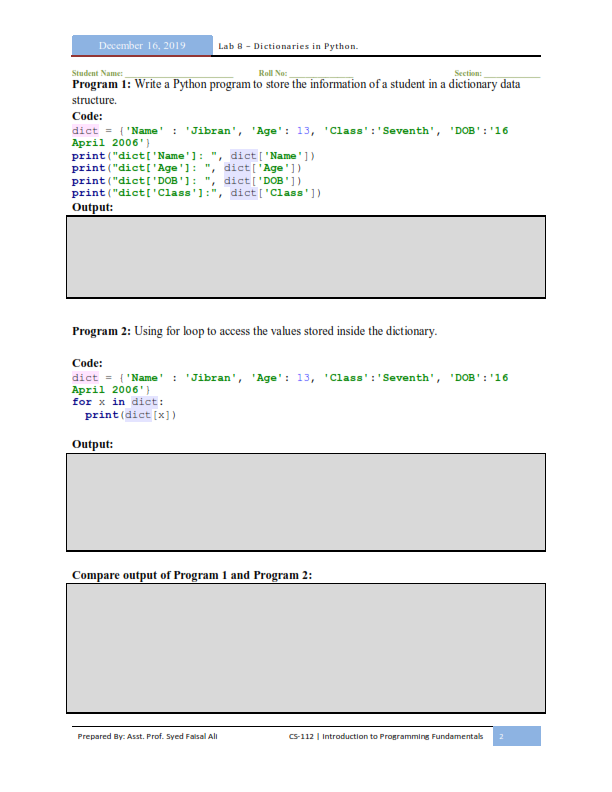 December 16, 2019 Lab 8 – Dictionaries in Python.
Student Name: ____________________________ Roll No: ________________ Section: ______________
Program 1: Write a Python program to store the information of a student in a dictionary data
structure.
Code:
dict = {'Name' : 'Jibran', 'Age': 13, 'Class':'Seventh', 'DOB':'16
April 2006'}
print("dict['Name']: ", dict['Name'])
print("dict['Age']: ", dict['Age'])
print("dict['DOB']: ", dict['DOB'])
print("dict['Class']:", dict['Class'])
Output:
Program 2: Using for loop to access the values stored inside the dictionary.
Code:
dict = {'Name' : 'Jibran', 'Age': 13, 'Class':'Seventh', 'DOB':'16
April 2006'}
for x in dict:
  print(dict[x])
Output:
Compare output of Program 1 and Program 2:
Prepared By: Asst. Prof. Syed Faisal Ali CS-112 | Introduction to Programming Fundamentals 2